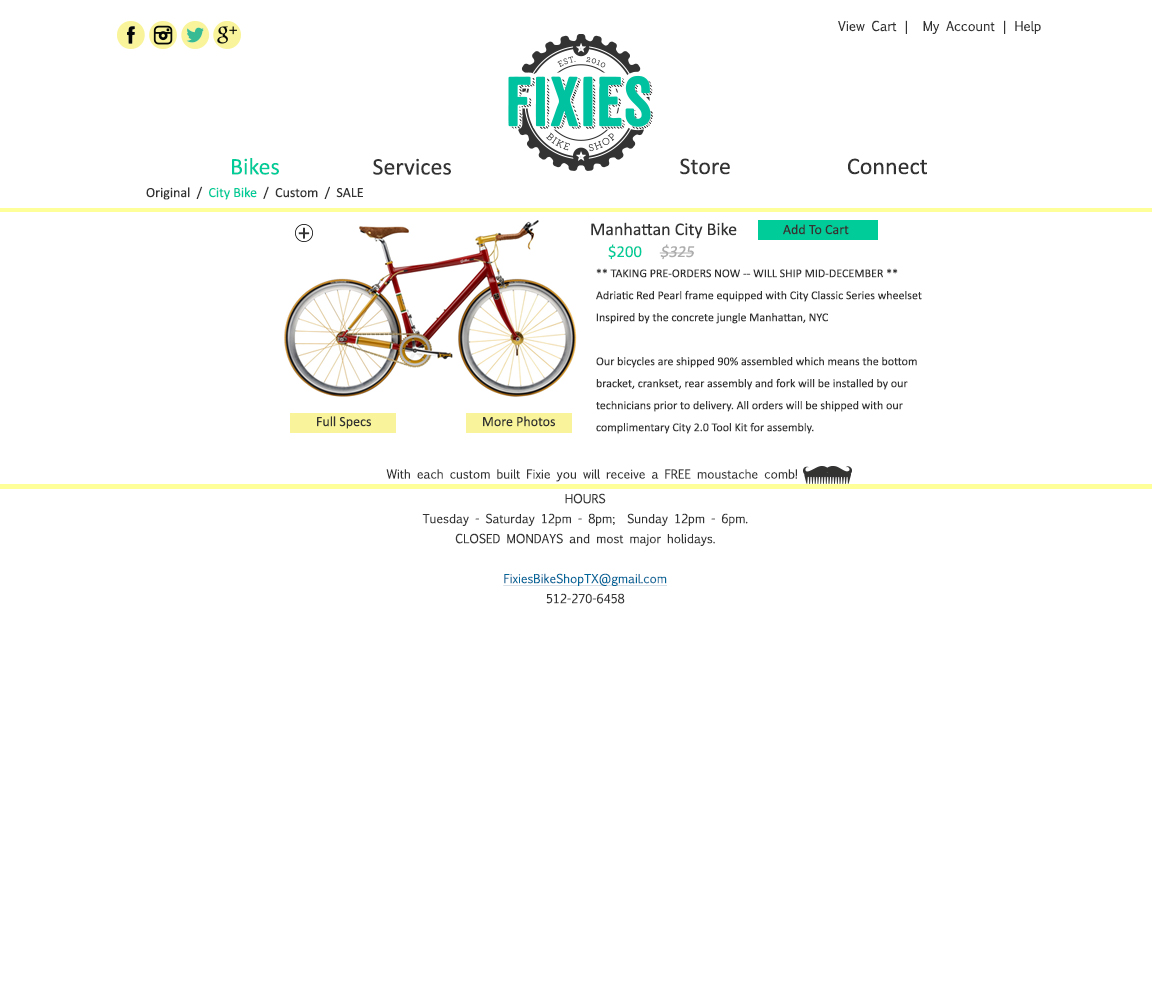 View Cart | My Account | Help
EST. 2010
FIXIES
BIKE SHOP
Bikes Services Store Connect
Original / City Bike / Custom / SALE
Manhattan City Bike Add To Cart
$200 $325
** TAKING PRE-ORDERS NOW -- WILL SHIP MID-DECEMBER **
Adriatic Red Pearl frame equipped with City Classic Series wheelset
Inspired by the concrete jungle Manhattan, NYC
Our bicycles are shipped 90% assembled which means the bottom
bracket, crankset, rear assembly and fork will be installed by our
technicians prior to delivery. All orders will be shipped with our
complimentary City 2.0 Tool Kit for assembly.
Full Specs More Photos
With each custom built Fixie you will receive a FREE moustache comb!
HOURS
Tuesday - Saturday 12pm - 8pm; Sunday 12pm - 6pm.
CLOSED MONDAYS and most major holidays.
FixiesBikeShopTX@gmail.com
512-270-6458